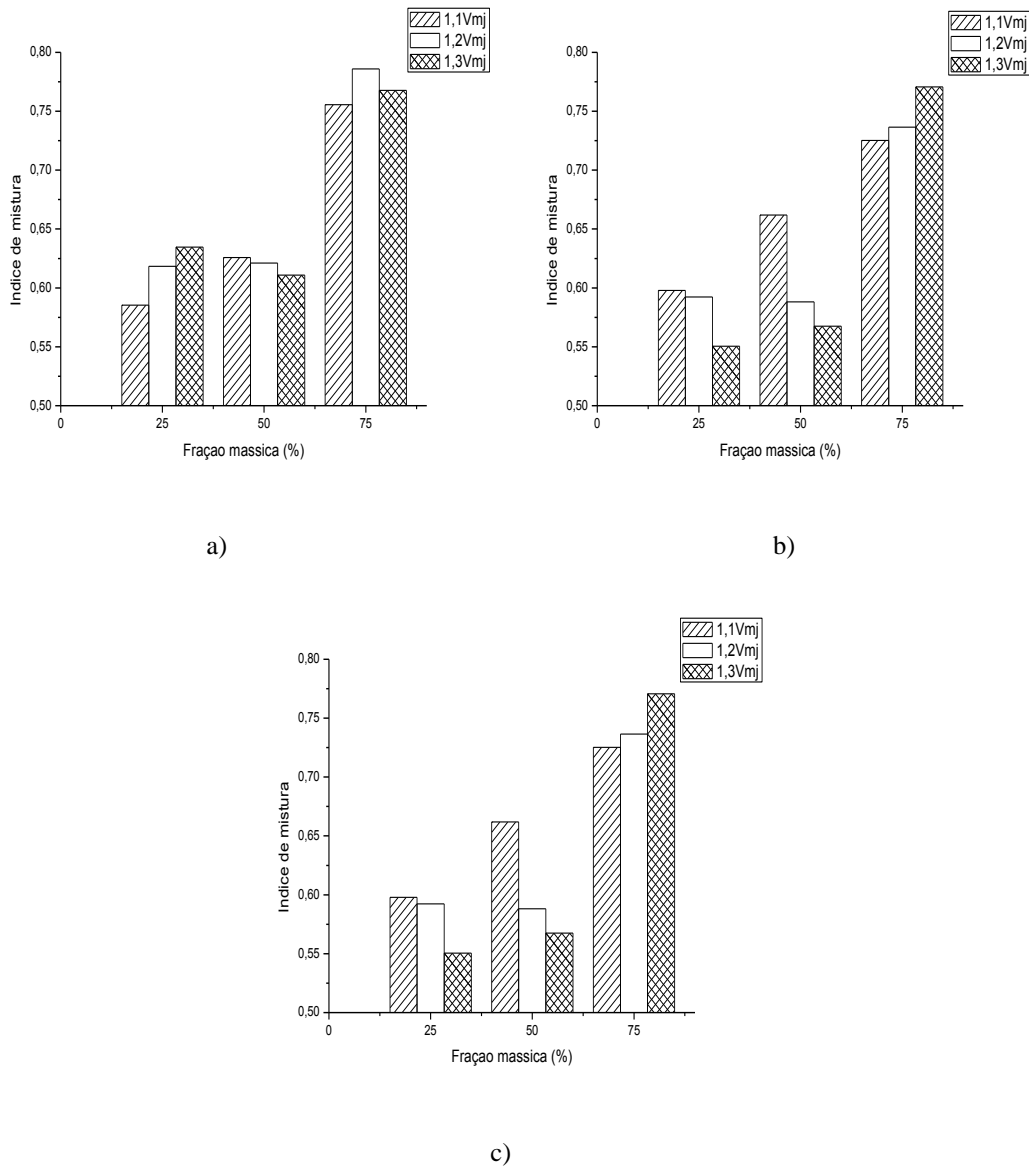 1,1Vmj
1,2Vmj
1,3Vmj
0,80
0,75
0,70
0,65
0,60
0,55
0,50
Indice de mistura
0
25
50
75
Fraçao massica (%)
a)
1,1Vmj
1,2Vmj
1,3Vmj
0,80
0,75
0,70
0,65
0,60
0,55
0,50
Indice de mistura
0
25
50
75
Fraçao massica (%)
b)
1,1Vmj
1,2Vmj
1,3Vmj
0,80
0,75
0,70
0,65
0,60
0,55
0,50
Indice de mistura
0
25
50
75
Fraçao massica (%)
c)